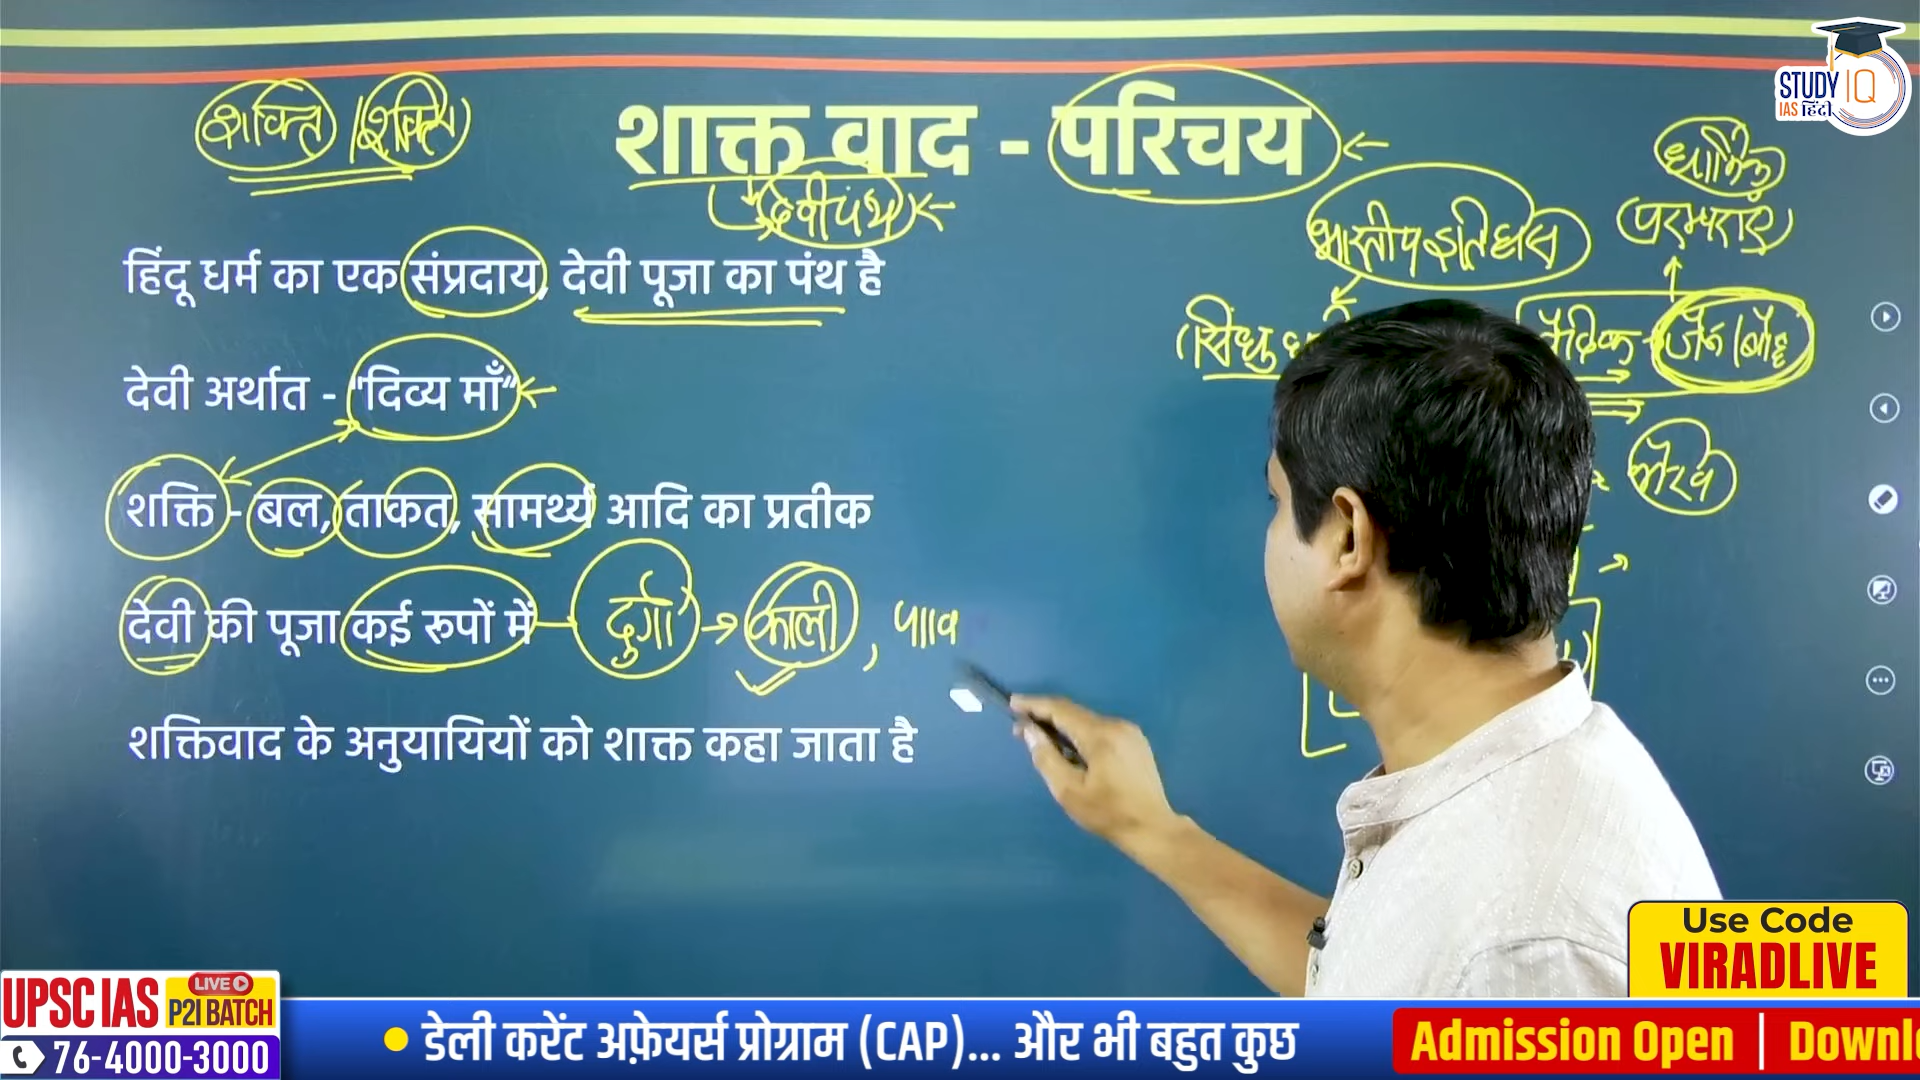 STUDY IQ
IAS हिंदी
शक्ति / शक्ति
शाक्त वाद - परिचय
देवी पंथ
धार्मिक
परम्पराएं
भारतीय इतिहास
हिंदू धर्म का एक संप्रदाय, देवी पूजा का पंथ है
सिंधु
वैदिक जैन/बौद्ध
देवी अर्थात - "दिव्य माँ"
भैरव
शक्ति - बल, ताकत, सामर्थ्य आदि का प्रतीक
देवी की पूजा कई रूपों में दुर्गा काली, पााव
शक्तिवाद के अनुयायियों को शाक्त कहा जाता है
Use Code
VIRADLIVE
UPSC IAS LIVE P2I BATCH
76-4000-3000
डेली करेंट अफ़ेयर्स प्रोग्राम (CAP)... और भी बहुत कुछ
Admission Open | Downl